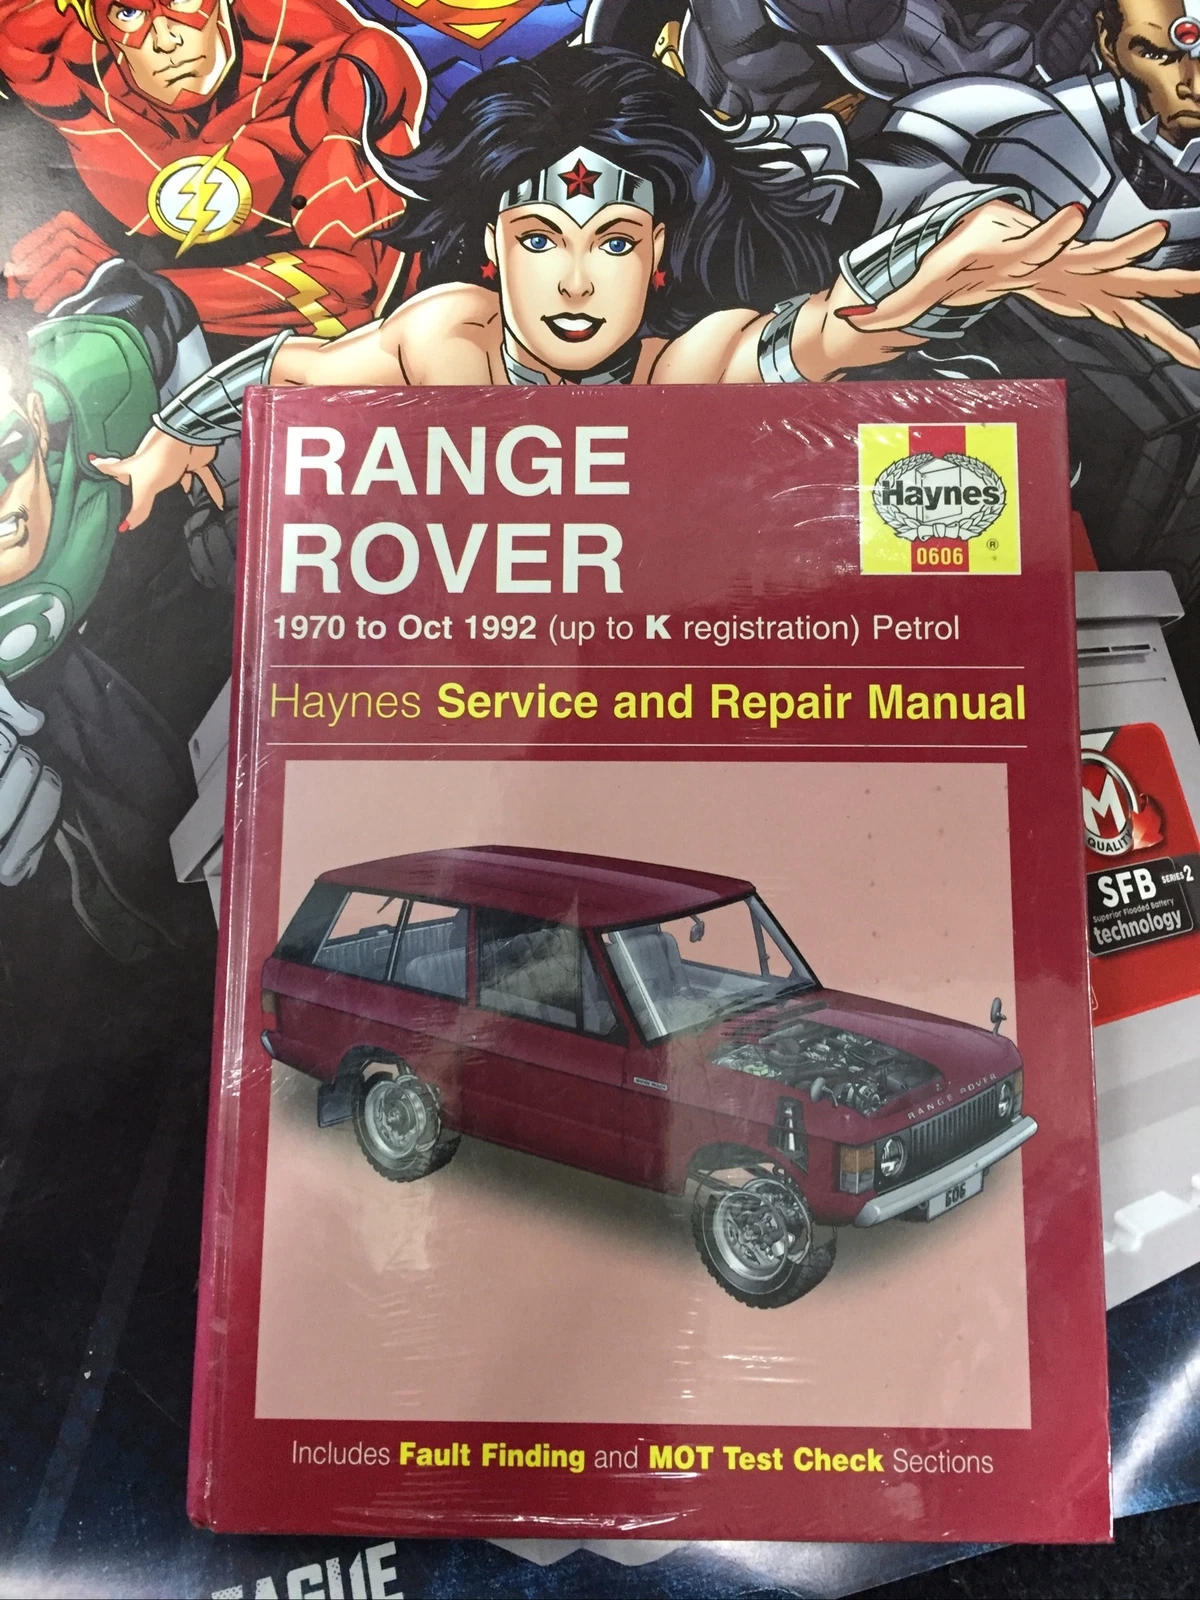 RANGE
ROVER
1970 to Oct 1992 (up to K registration) Petrol
Haynes
0606
®
Haynes Service and Repair Manual
RANGE ROVER
606
Includes Fault Finding and MOT Test Check Sections
M
QUALITY
SFB SERIES 2
Superior Flooded Battery
technology
EAGUE